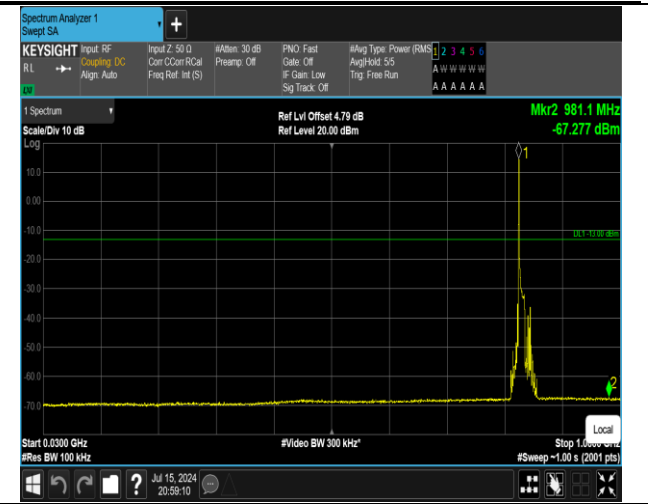 Spectrum Analyzer 1
Swept SA
KEYSIGHT
RL
Input: RF
Coupling: DC
Align: Auto
Input Z: 50 Ω
Corr CCorr RCal
Freq Ref: Int (S)
#Atten: 30 dB
Preamp: Off
PNO: Fast
Gate: Off
IF Gain: Low
Sig Track: Off
#Avg Type: Power (RMS
Avg|Hold: 5/5
Trig: Free Run
1 2 3 4 5 6
A W W W W W
A A A A A A
1 Spectrum
Scale/Div 10 dB
Log
Ref Lvl Offset 4.79 dB
Ref Level 20.00 dBm
Mkr2 981.1 MHz
-67.277 dBm
1
10.0
0.00
-10.0
DL1 -13.00 dBm
-20.0
-30.0
-40.0
-50.0
-60.0
2
-70.0
Local
Start 0.0300 GHz
#Res BW 100 kHz
#Video BW 300 kHz*
Stop 1.0000 GHz
#Sweep ~1.00 s (2001 pts)
?
Jul 15, 2024
20:59:10